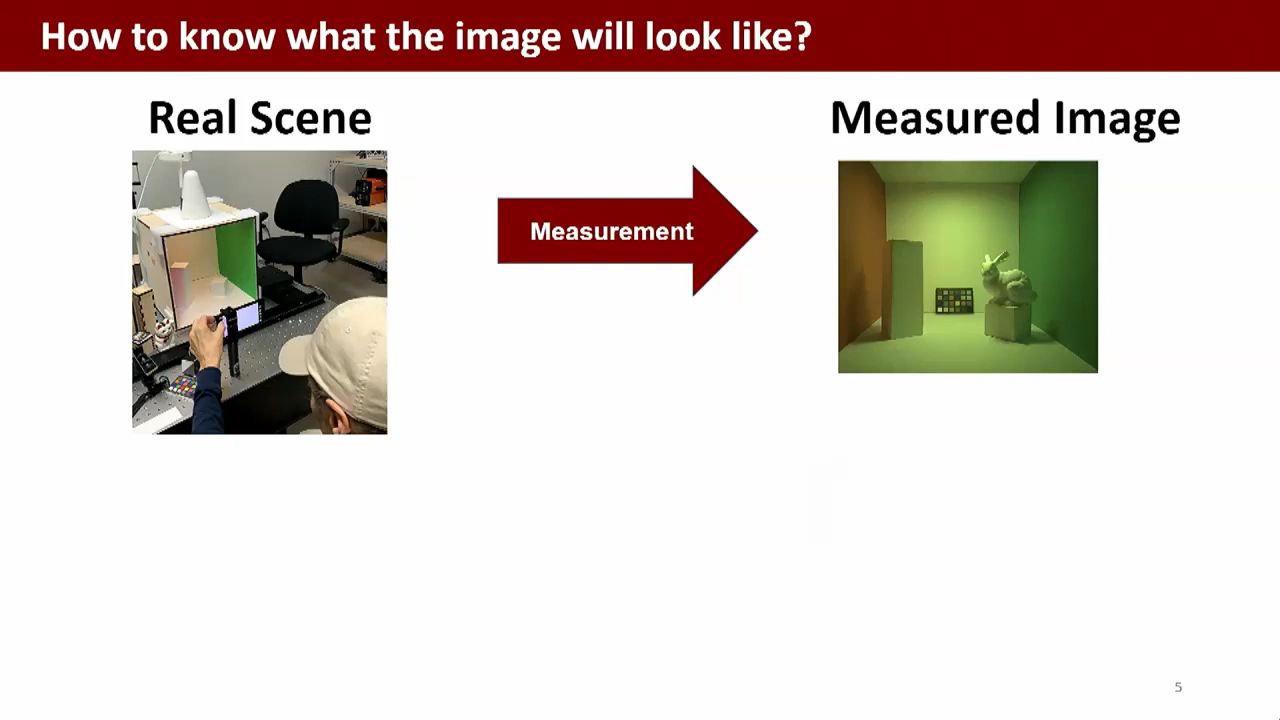 How to know what the image will look like?
Real Scene
Measured Image
Measurement
5